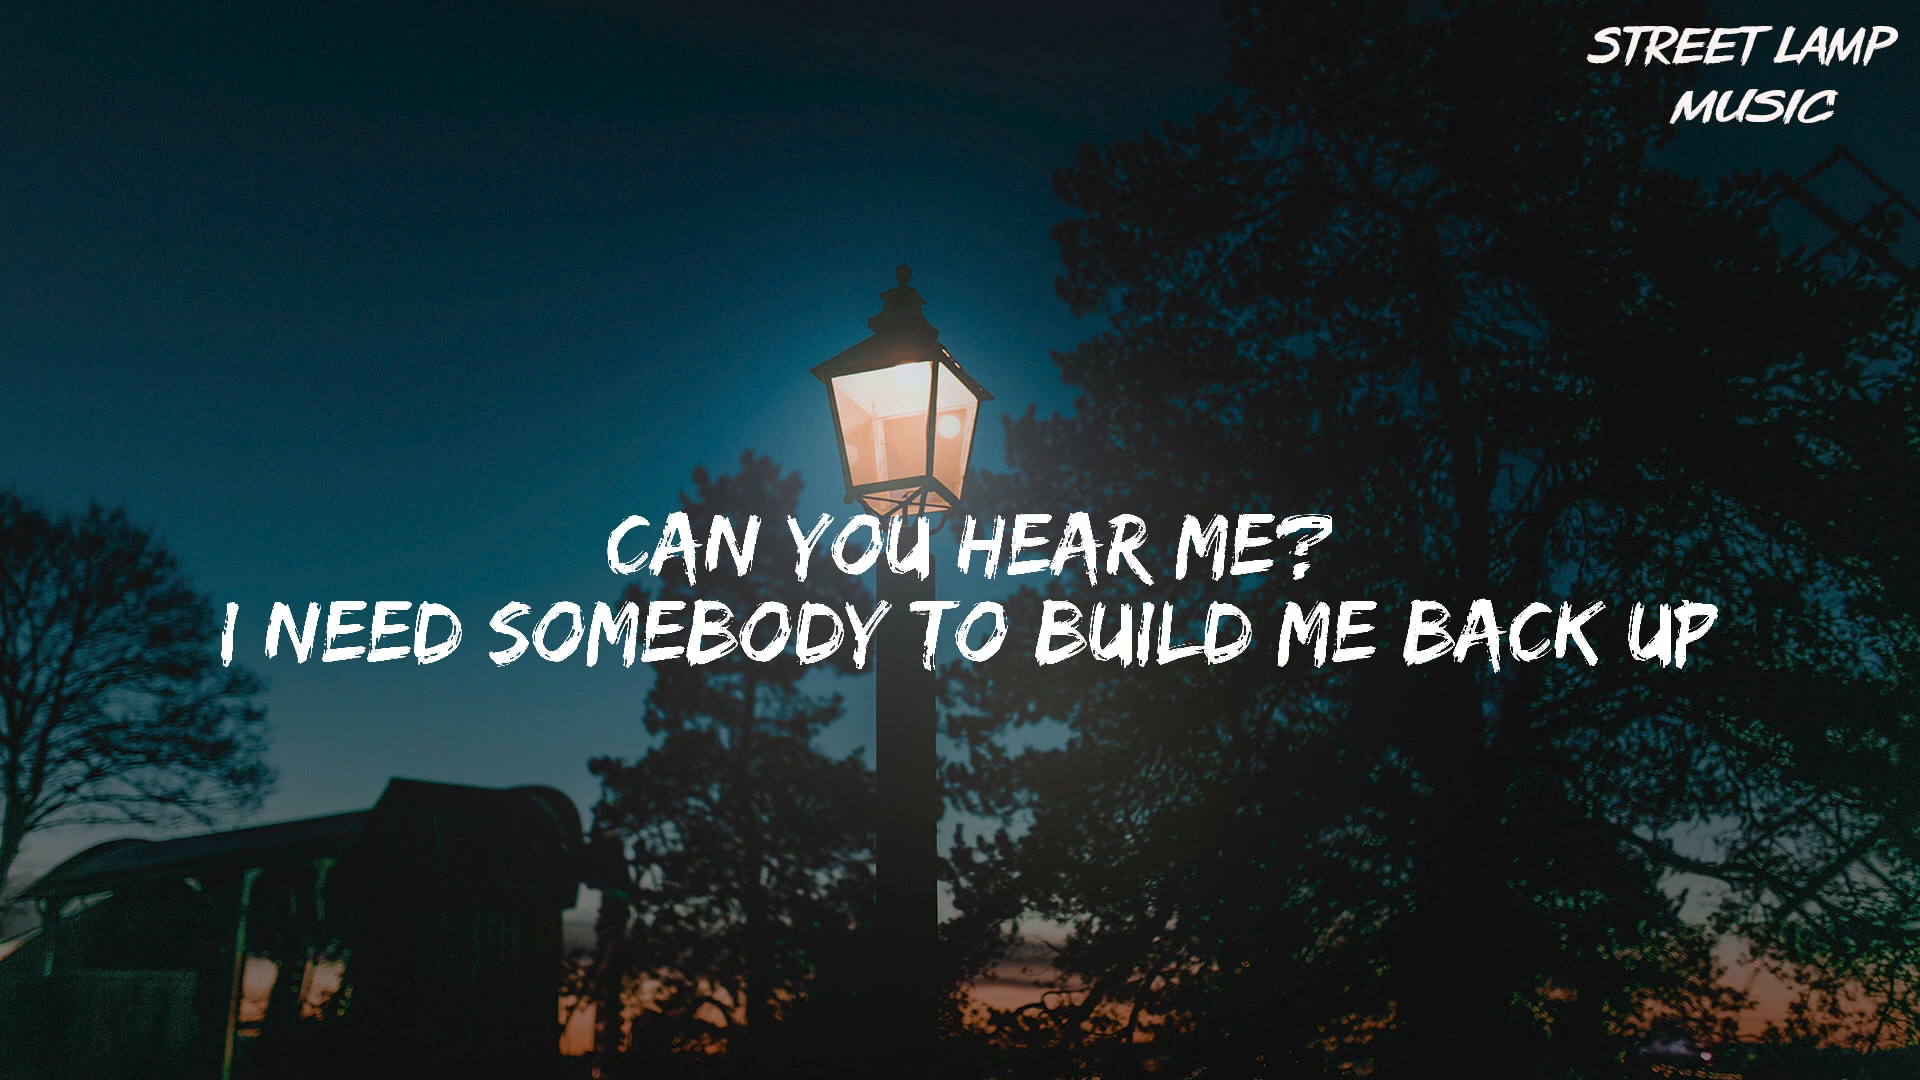 STREET LAMP
MUSIC
CAN YOU HEAR ME?
I NEED SOMEBODY TO BUILD ME BACK UP